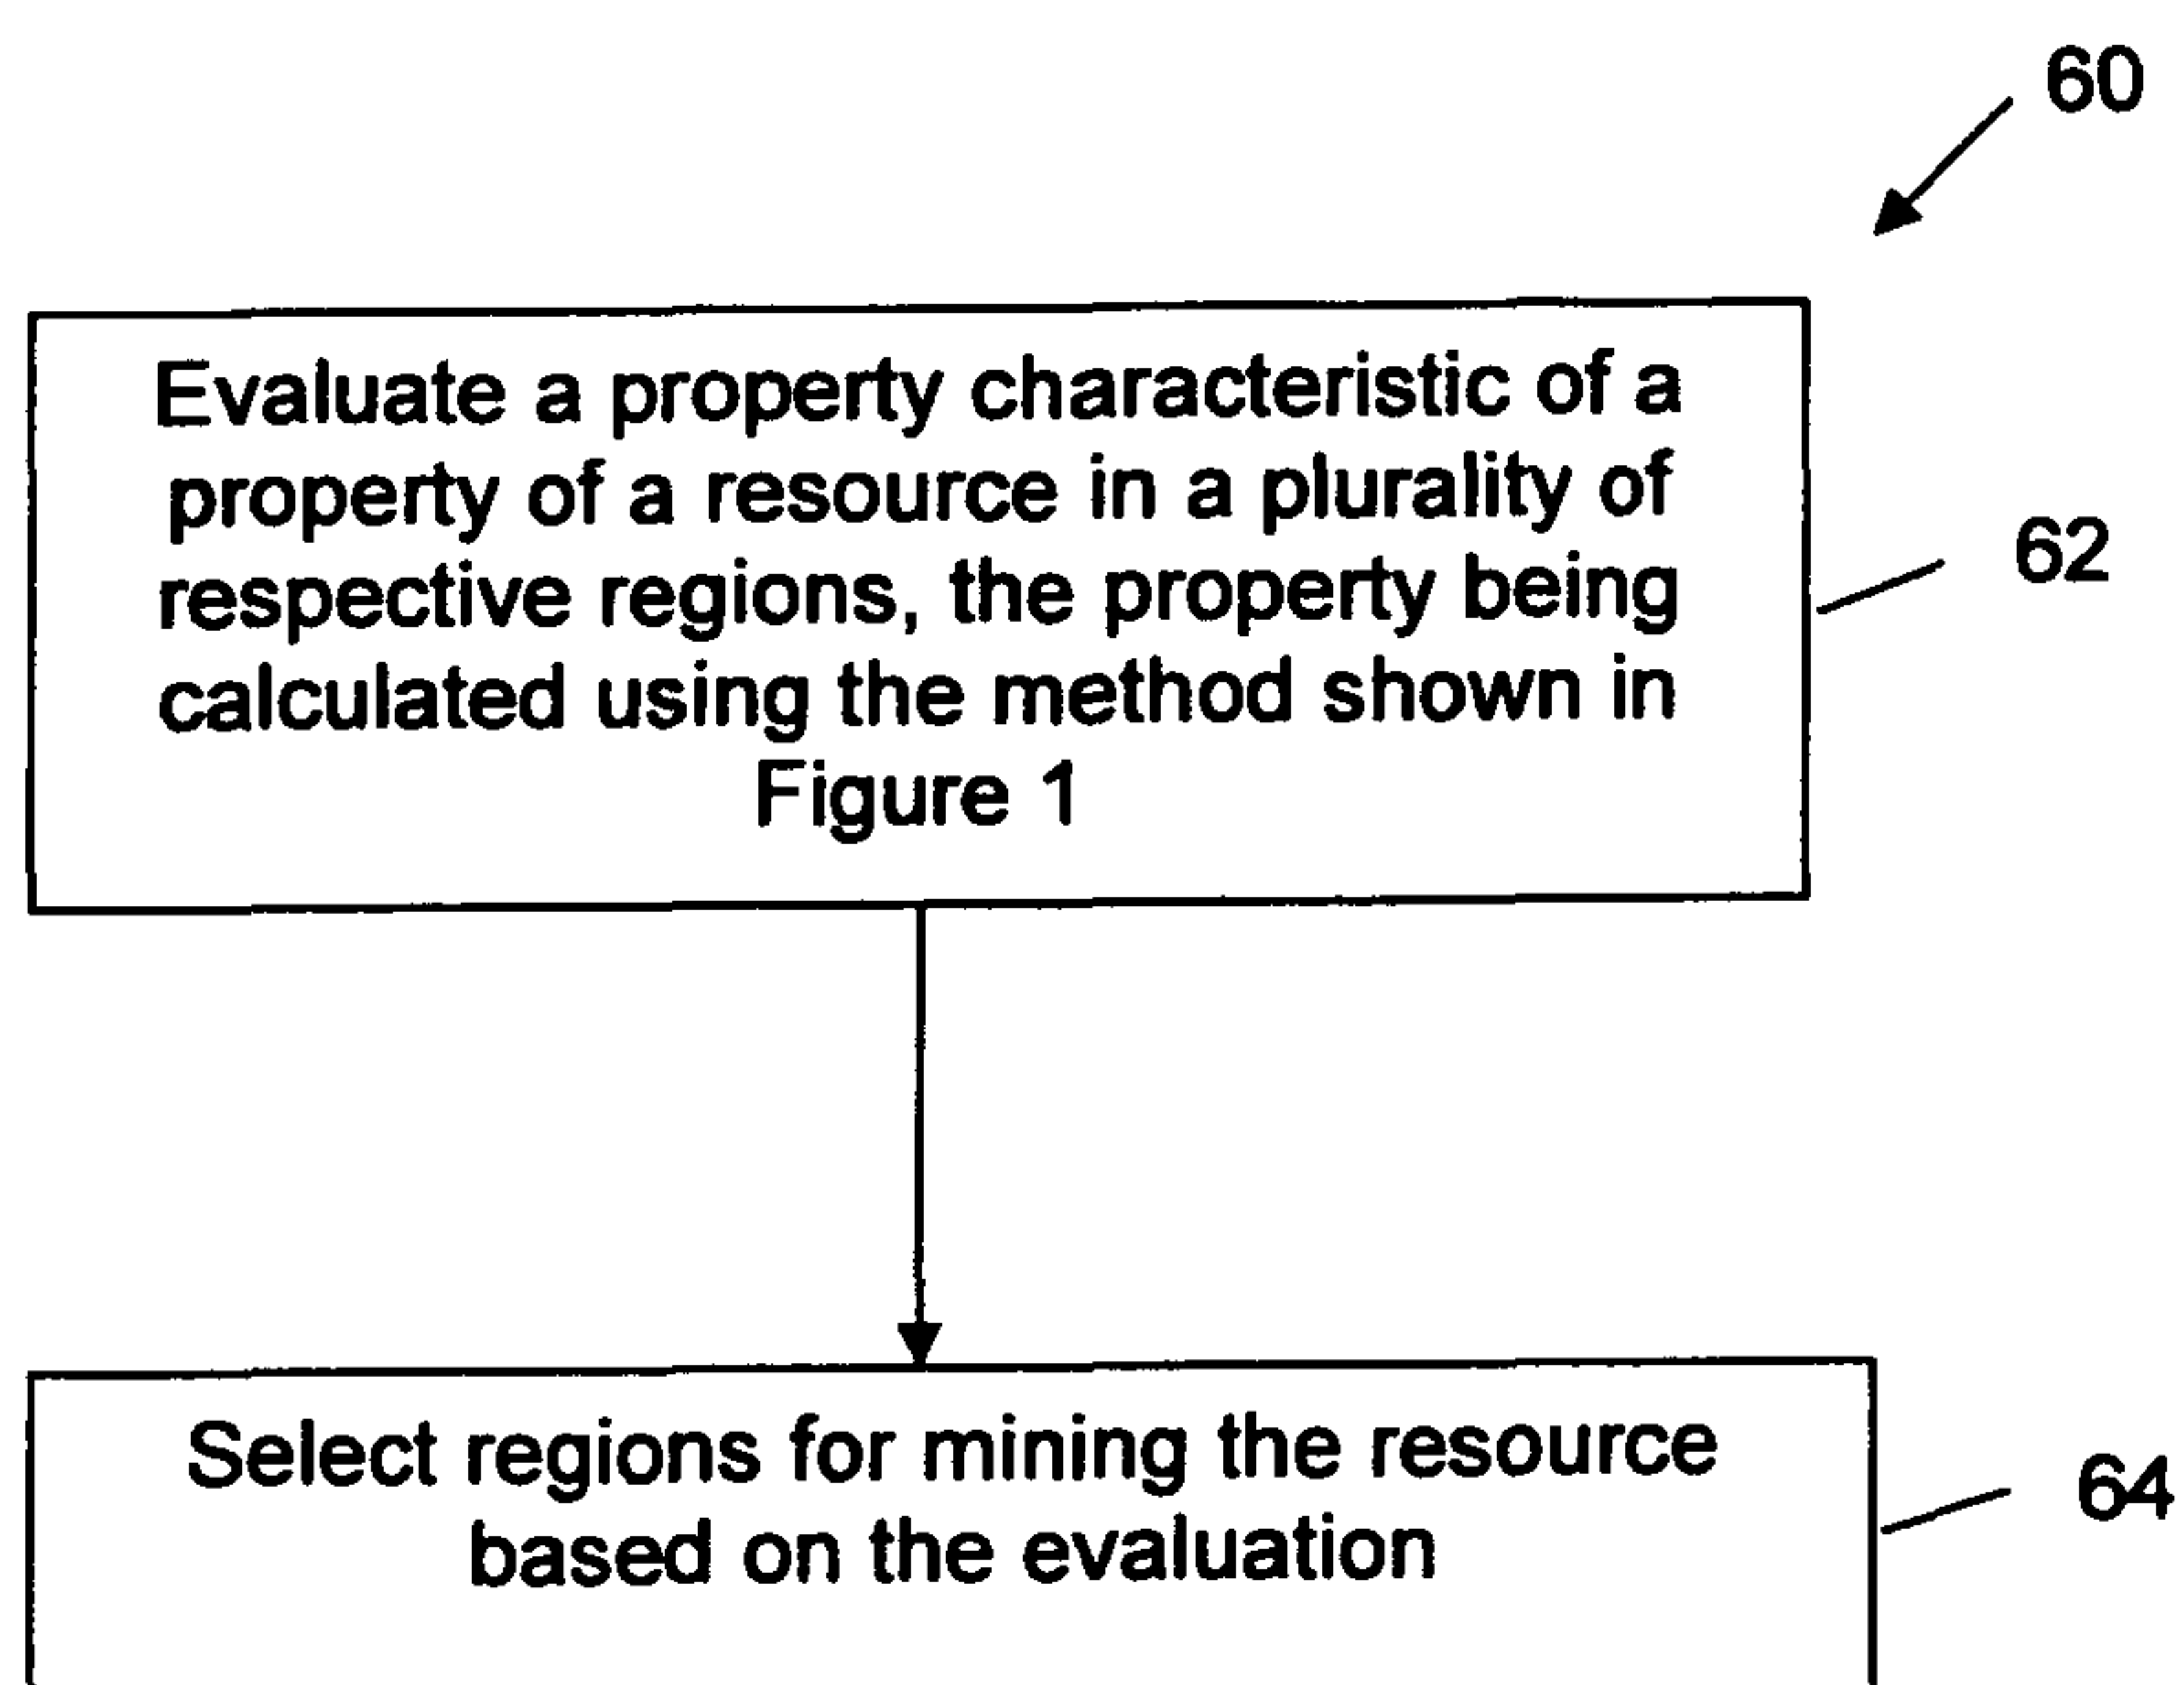 60
Evaluate a property characteristic of a
property of a resource in a plurality of
respective regions, the property being
calculated using the method shown in
Figure 1
62
Select regions for mining the resource
based on the evaluation
64